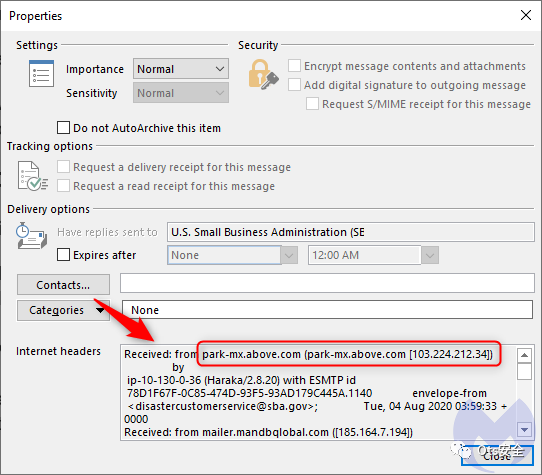 Properties
Settings
Security
Importance Normal
Sensitivity Normal
Encrypt message contents and attachments
Add digital signature to outgoing message
Request S/MIME receipt for this message
Do not AutoArchive this item
Tracking options
Request a delivery receipt for this message
Request a read receipt for this message
Delivery options
Have replies sent to U.S. Small Business Administration (SE
Expires after None 12:00 AM
Contacts...
Categories None
Internet headers
Received: from park-mx.above.com (park-mx.above.com [103.224.212.34])
by
ip-10-130-0-36 (Haraka/2.8.20) with ESMTP id
78D1F67F-0C85-474D-93F5-93AD179C445A.1140 envelope-from
<disastercustomerservice@sba.gov>; Tue, 04 Aug 2020 03:59:33 +
0000
Received: from mailer.mandbqglobal.com ([185.164.7.194])
Close
Ots安全